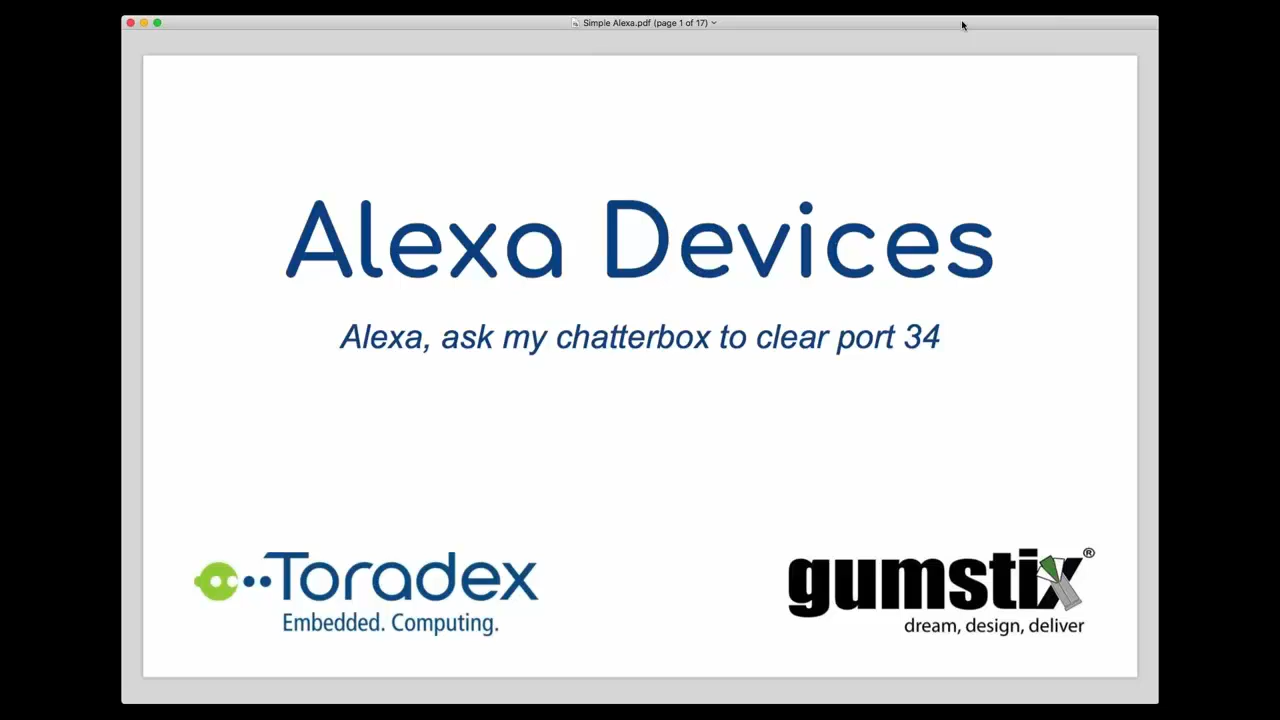 Simple Alexa.pdf (page 1 of 17)
Alexa Devices
Alexa, ask my chatterbox to clear port 34
Toradex
Embedded. Computing.
gumstix®
dream, design, deliver